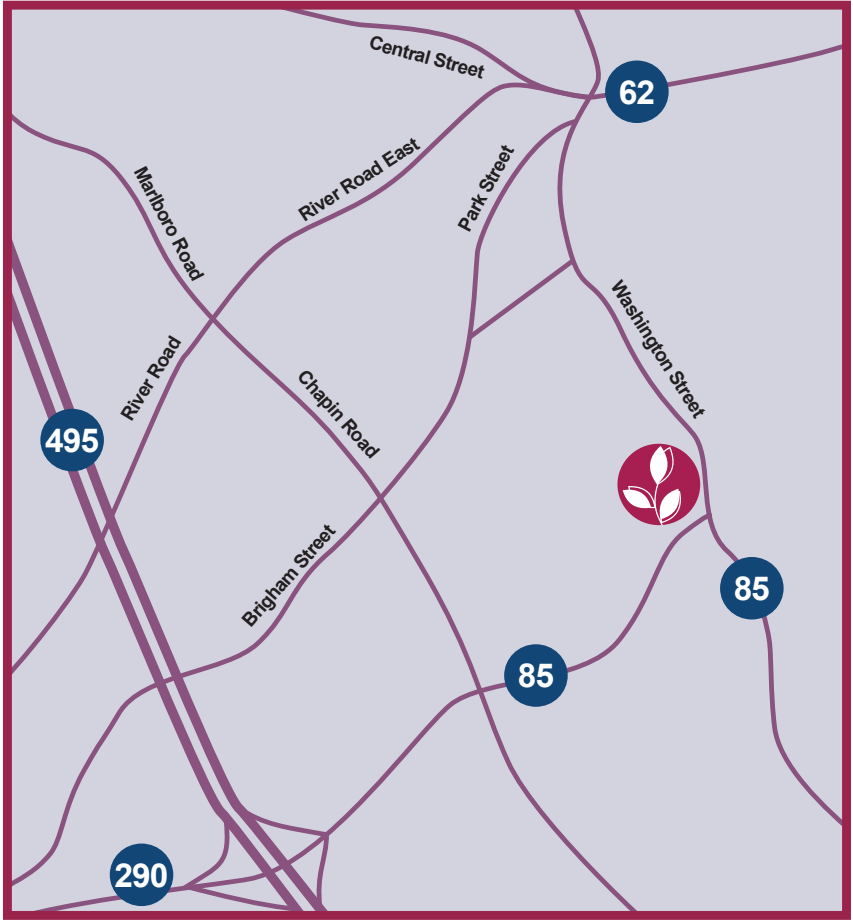 Central Street
62
River Road East
Park Street
Marlboro Road
Washington Street
River Road
Chapin Road
495
Brigham Street
85
85
290